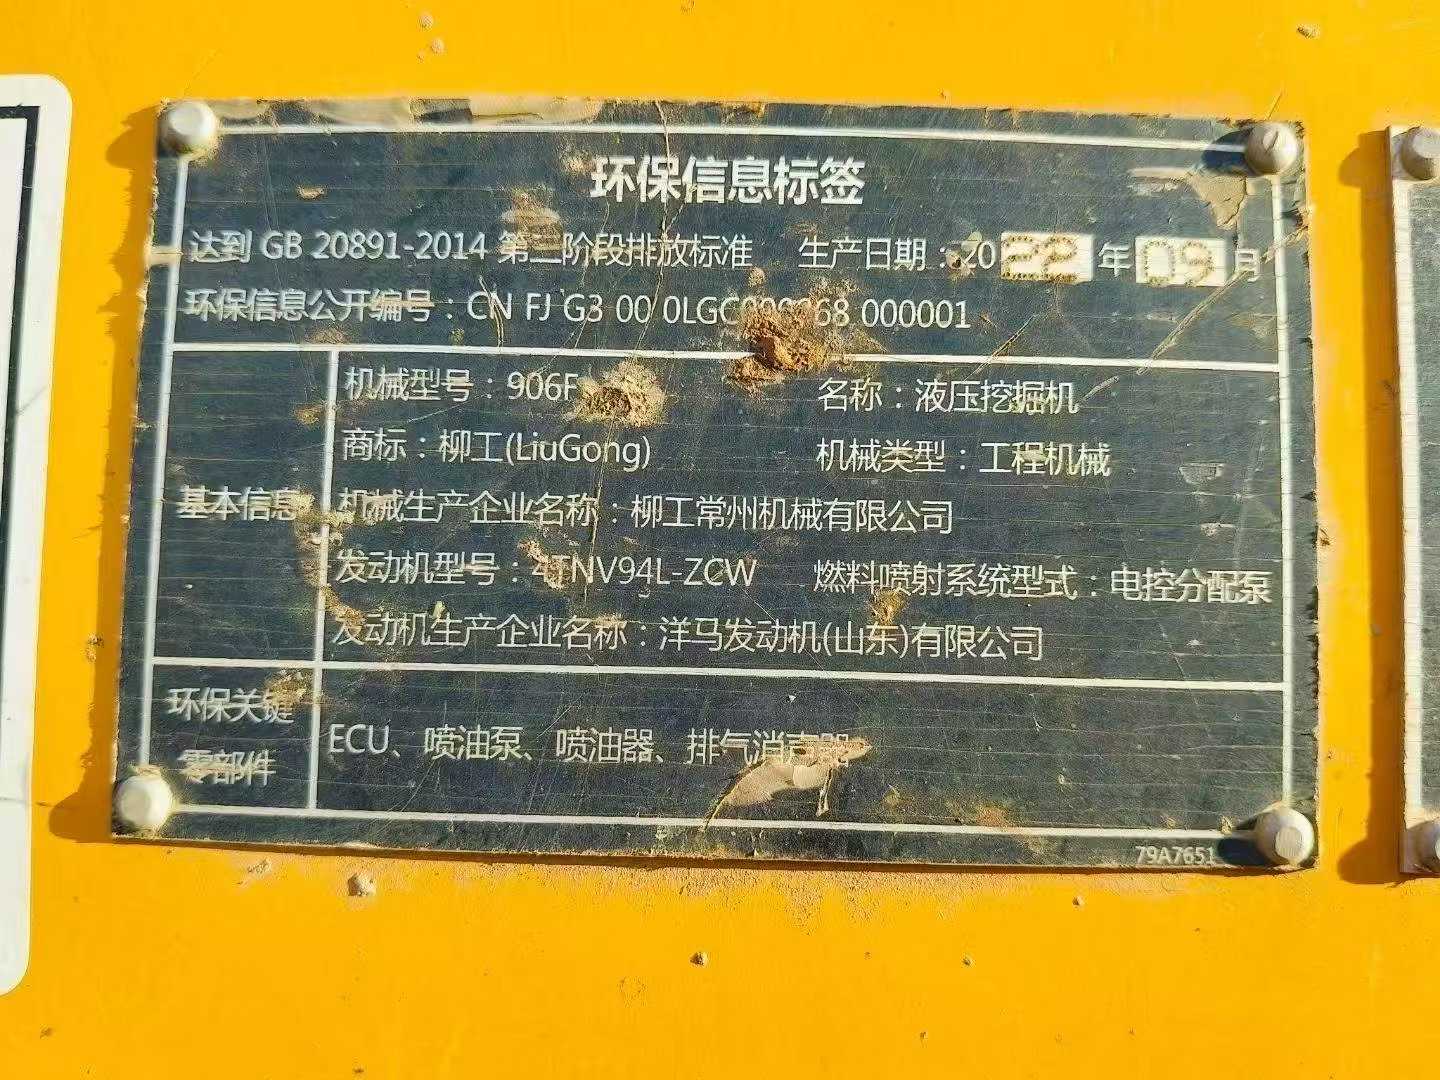 环保信息标签
达到 GB 20891-2014 第三阶段排放标准 生产日期：2022年09月
环保信息公开编号：CN FJ G3 00 000001
机械型号：906F 名称：液压挖掘机
商标：柳工(LiuGong) 机械类型：工程机械
基本信息 机械生产企业名称：柳工常州机械有限公司
发动机型号：4TNV94L-ZCW 燃料喷射系统型式：电控分配泵
发动机生产企业名称：洋马发动机(山东)有限公司
环保关键
零部件
ECU、喷油泵、喷油器、排气消声器
79A7651